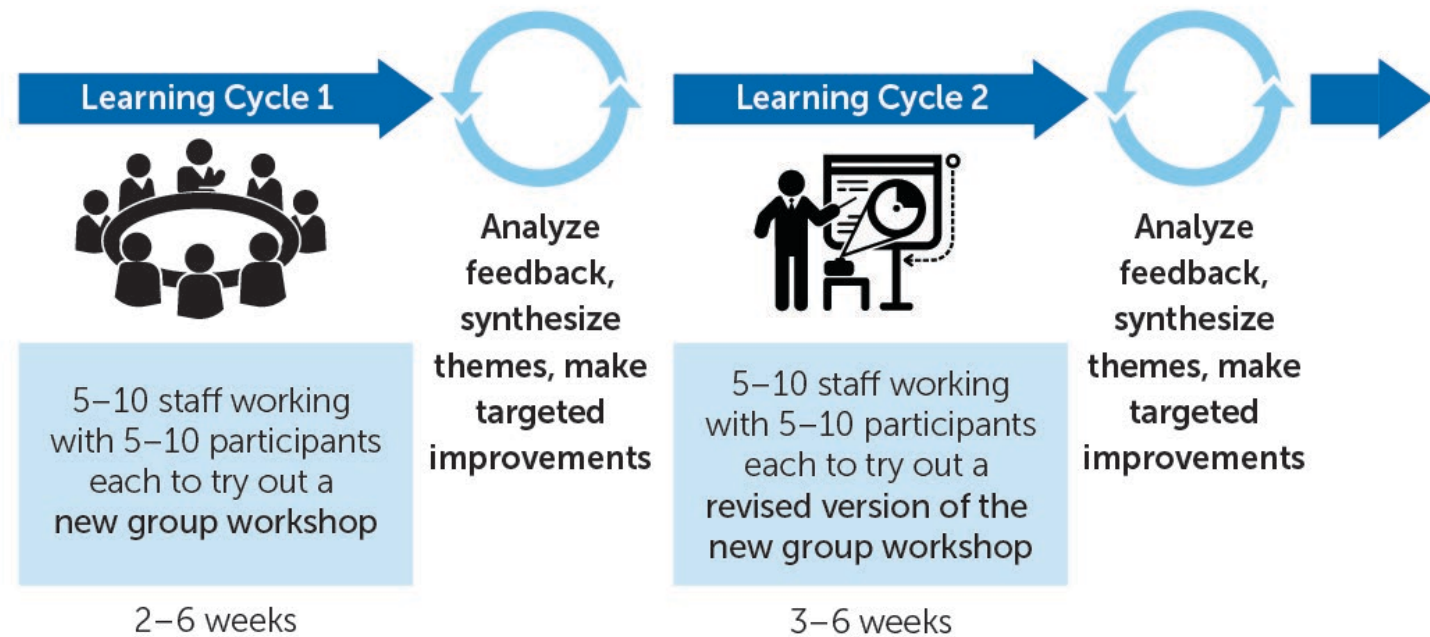 Learning Cycle 1
5–10 staff working
with 5–10 participants
each to try out a
new group workshop
2–6 weeks
Analyze
feedback,
synthesize
themes, make
targeted
improvements
Learning Cycle 2
5–10 staff working
with 5–10 participants
each to try out a
revised version of the
new group workshop
3–6 weeks
Analyze
feedback,
synthesize
themes, make
targeted
improvements